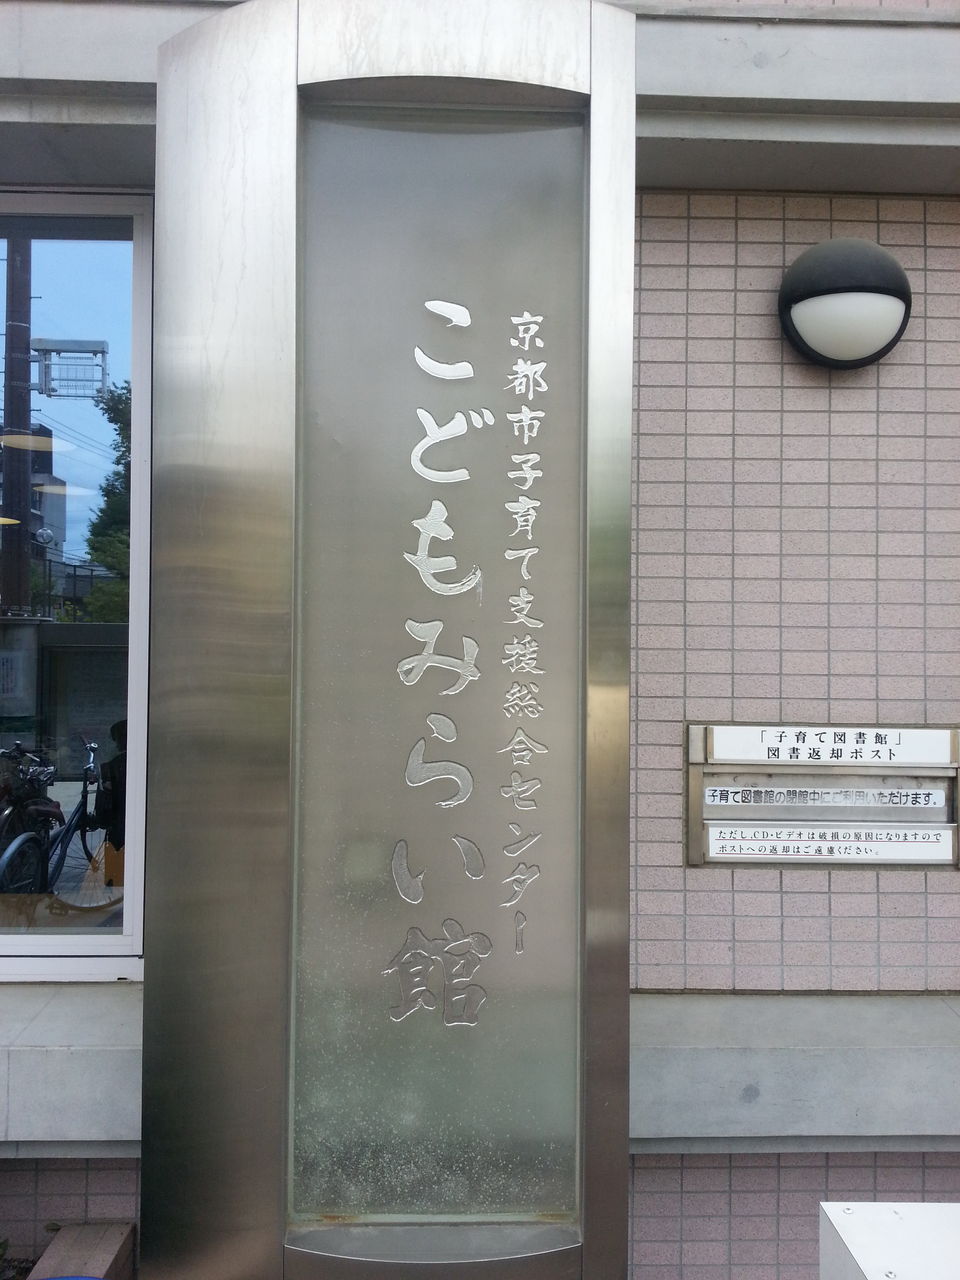 京都市子育て支援総合センター
こどもみらい館
「子育て図書館」
図書返却ポスト
子育て図書館の閉館中にご利用いただけます。
ただし、CD・ビデオは破損の原因になりますので
ポストへの返却はご遠慮ください。